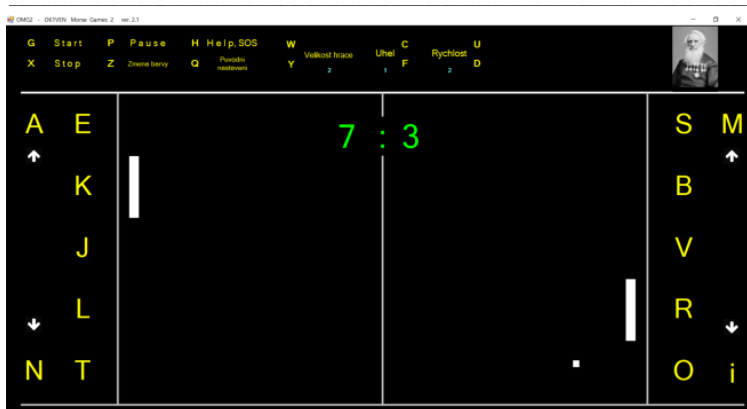 OMG2 - OK1VEN Morse Games 2 ver. 2.1
G Start P Pause H Help, SOS W Velikost hrace Uhel C Rychlost U
X Stop Z Zmena barvy Q Puvodni nastaveni Y 2 1 F 2 D
7 : 3
A E S M
K B
J V
L R
N T O i